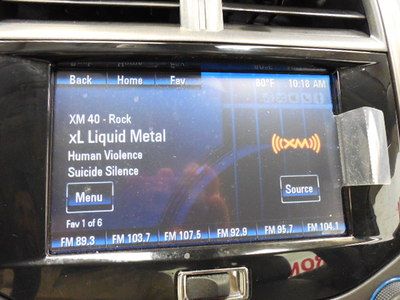 Back Home Fav 60°F 10:18 AM
XM 40 - Rock
xL Liquid Metal
Human Violence
Suicide Silence
((XM))
Menu
Source
Fav 1 of 6
FM 89.3 FM 103.7 FM 107.5 FM 92.9 FM 95.7 FM 104.1